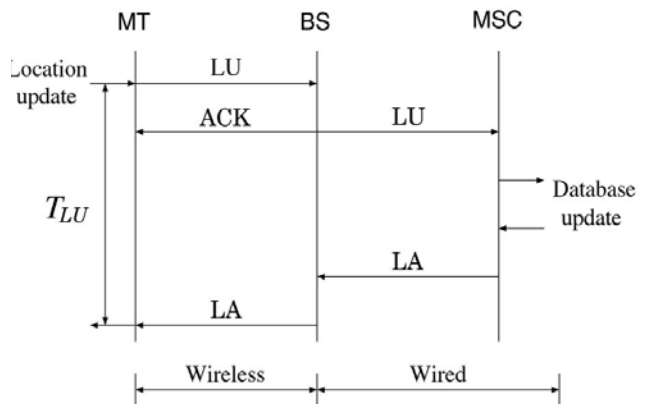 MT BS MSC
Location
update
LU
ACK LU
T_LU
Database
update
LA
LA
Wireless Wired